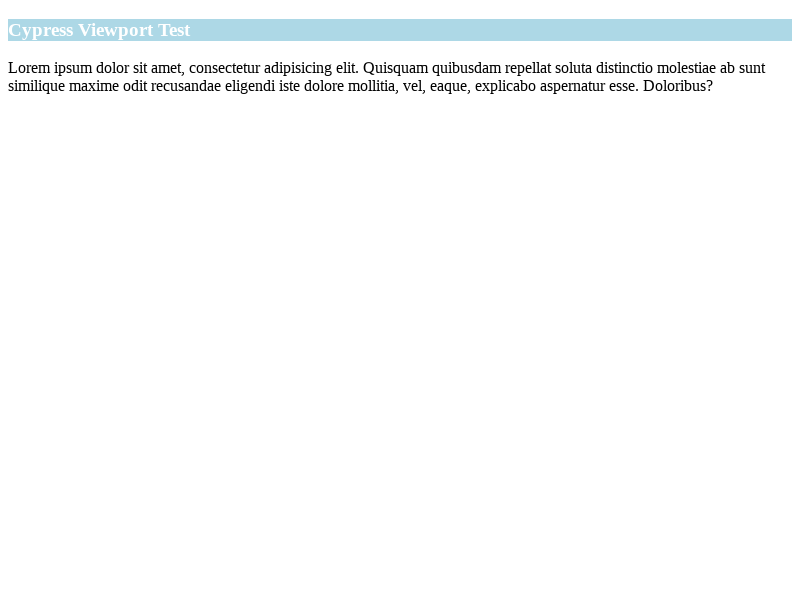 Cypress Viewport Test
Lorem ipsum dolor sit amet, consectetur adipisicing elit. Quisquam quibusdam repellat soluta distinctio molestiae ab sunt
similique maxime odit recusandae eligendi iste dolore mollitia, vel, eaque, explicabo aspernatur esse. Doloribus?